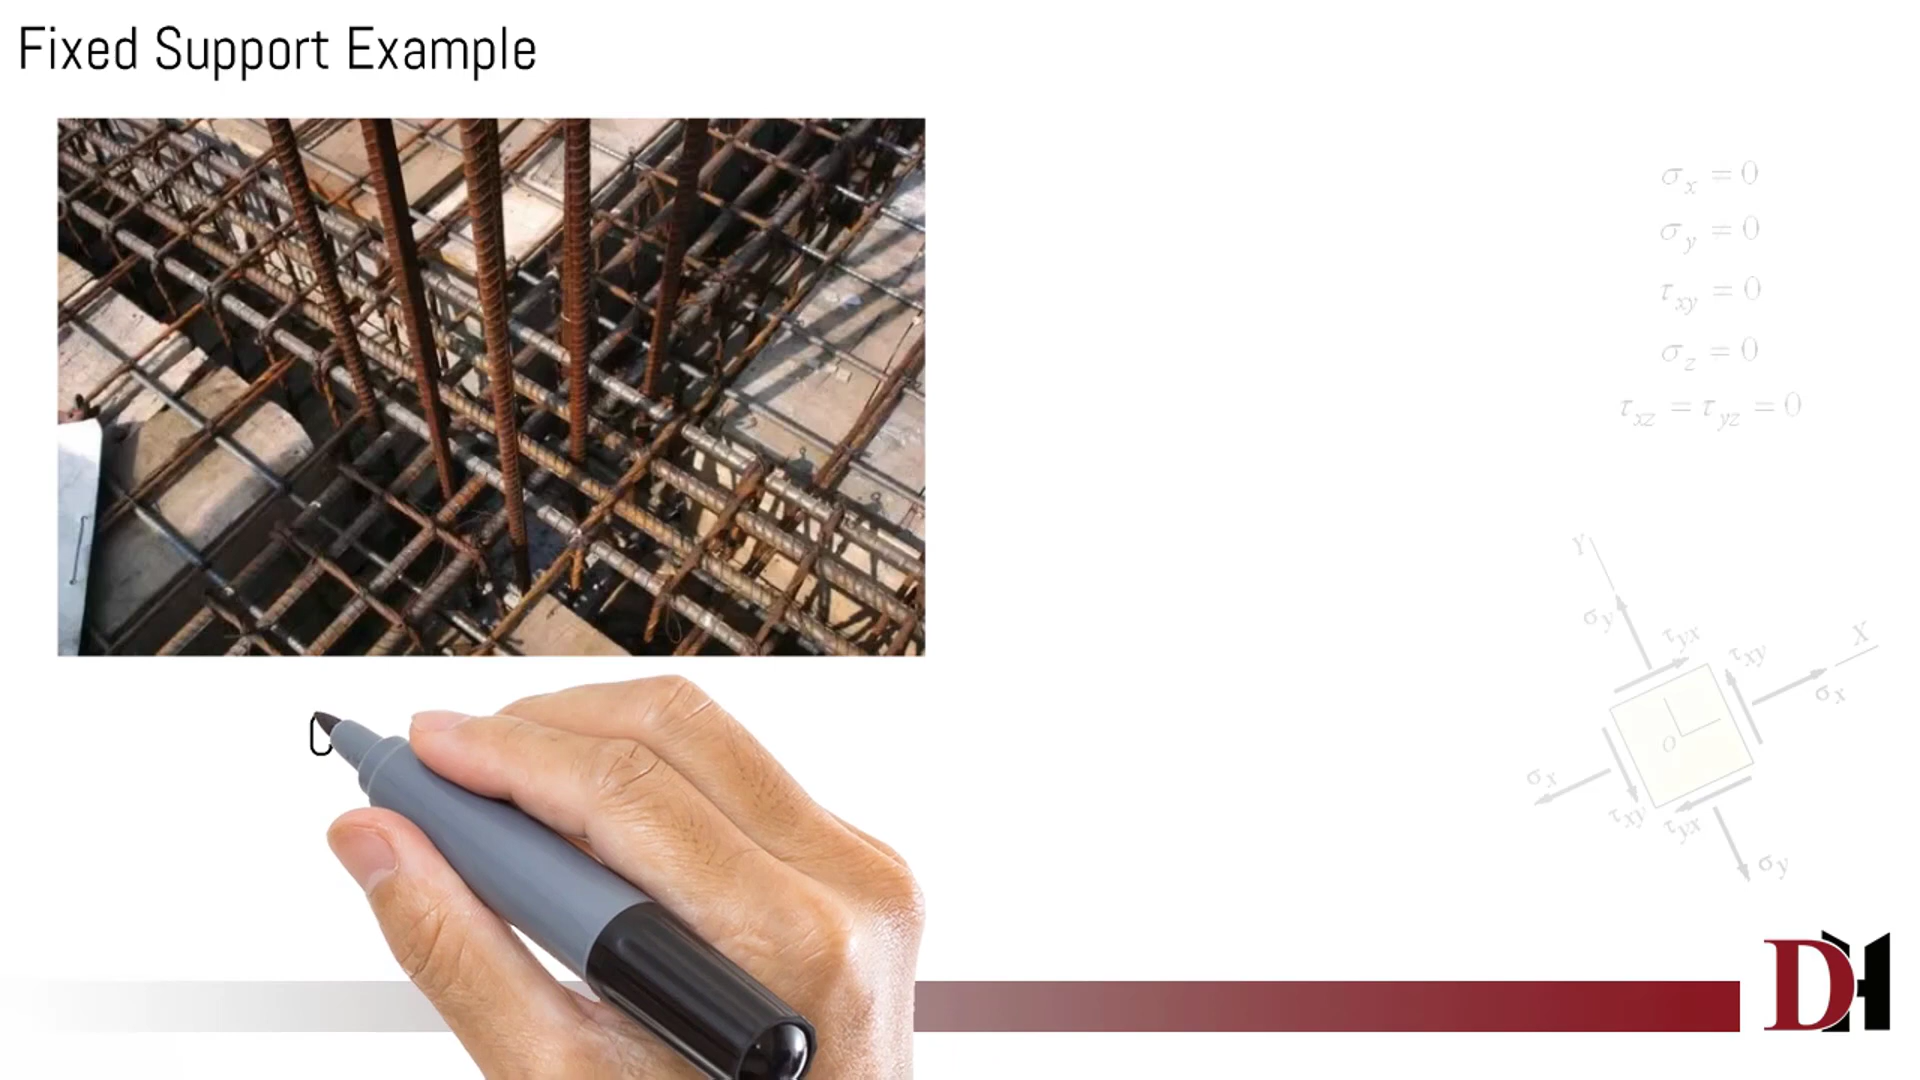 Fixed Support Example
σx = 0
σy = 0
τxy = 0
σz = 0
τxz = τyz = 0
Y
σy
τyx
τxy
X
σx
O
σx
τxy
τyx
σy
DH